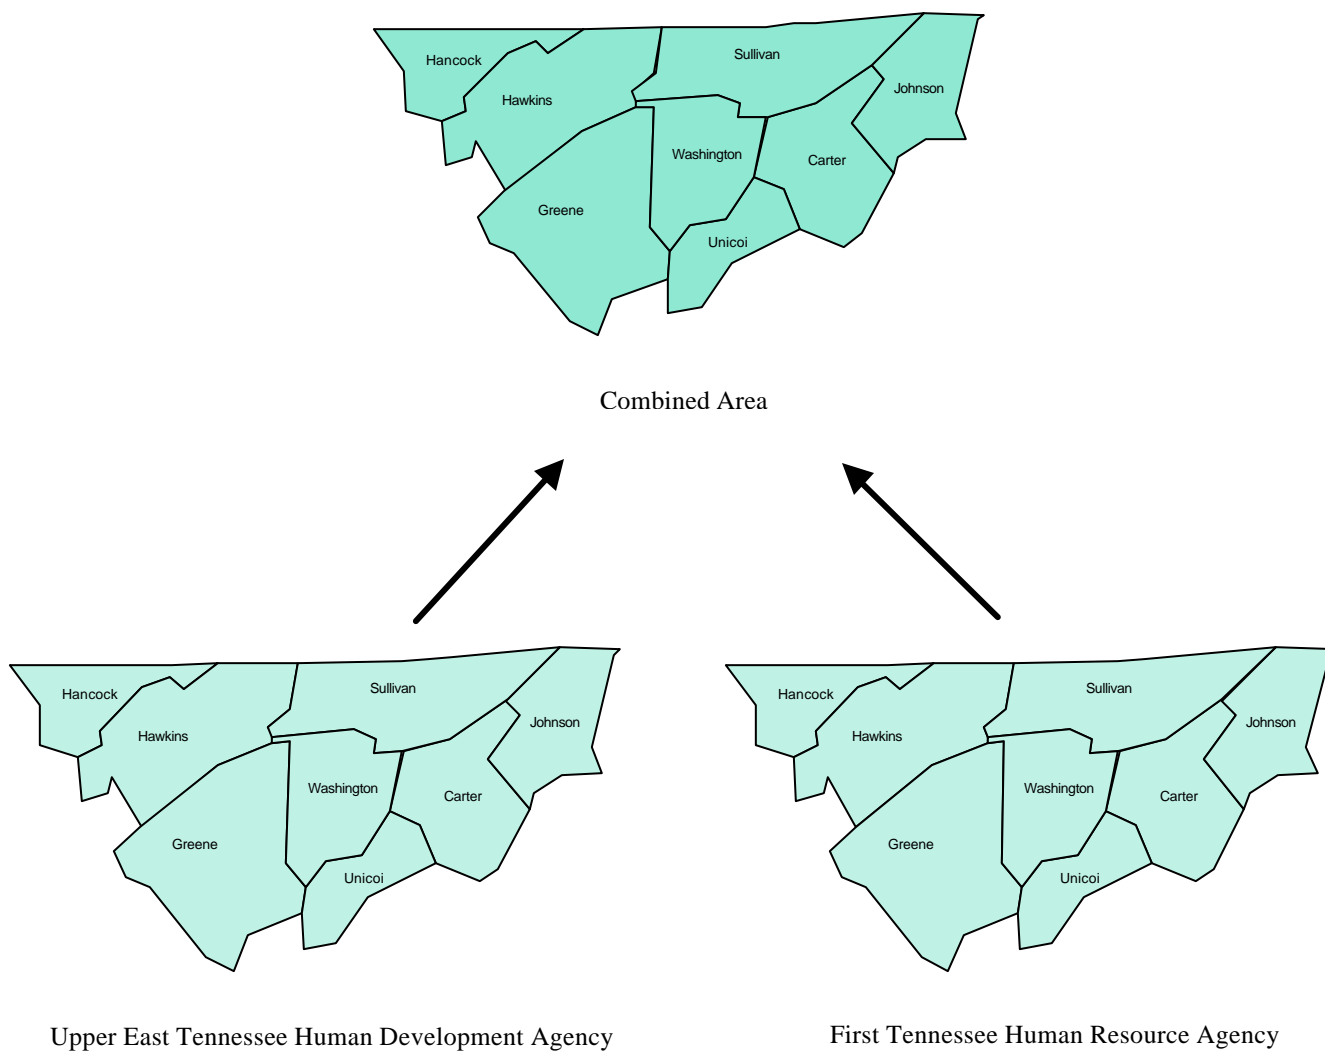 Hancock
Sullivan
Johnson
Hawkins
Washington
Carter
Greene
Unicoi
Combined Area
Hancock
Sullivan
Johnson
Hawkins
Washington
Carter
Greene
Unicoi
Upper East Tennessee Human Development Agency
Hancock
Sullivan
Johnson
Hawkins
Washington
Carter
Greene
Unicoi
First Tennessee Human Resource Agency